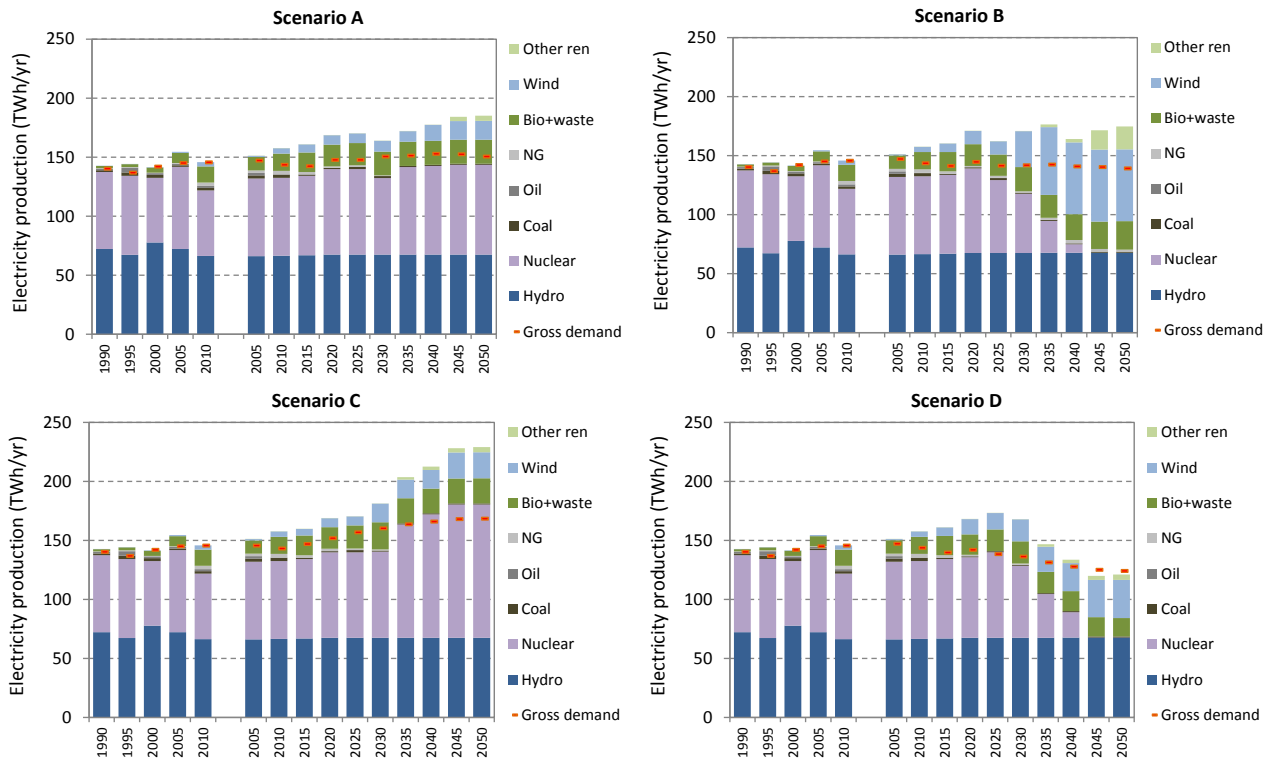 Scenario A
Electricity production (TWh/yr)
250
200
150
100
50
0
1990 1995 2000 2005 2010 2005 2010 2015 2020 2025 2030 2035 2040 2045 2050
Other ren
Wind
Bio+waste
NG
Oil
Coal
Nuclear
Hydro
Gross demand
Scenario B
Electricity production (TWh/yr)
250
200
150
100
50
0
1990 1995 2000 2005 2010 2005 2010 2015 2020 2025 2030 2035 2040 2045 2050
Other ren
Wind
Bio+waste
NG
Oil
Coal
Nuclear
Hydro
Gross demand
Scenario C
Electricity production (TWh/yr)
250
200
150
100
50
0
1990 1995 2000 2005 2010 2005 2010 2015 2020 2025 2030 2035 2040 2045 2050
Other ren
Wind
Bio+waste
NG
Oil
Coal
Nuclear
Hydro
Gross demand
Scenario D
Electricity production (TWh/yr)
250
200
150
100
50
0
1990 1995 2000 2005 2010 2005 2010 2015 2020 2025 2030 2035 2040 2045 2050
Other ren
Wind
Bio+waste
NG
Oil
Coal
Nuclear
Hydro
Gross demand